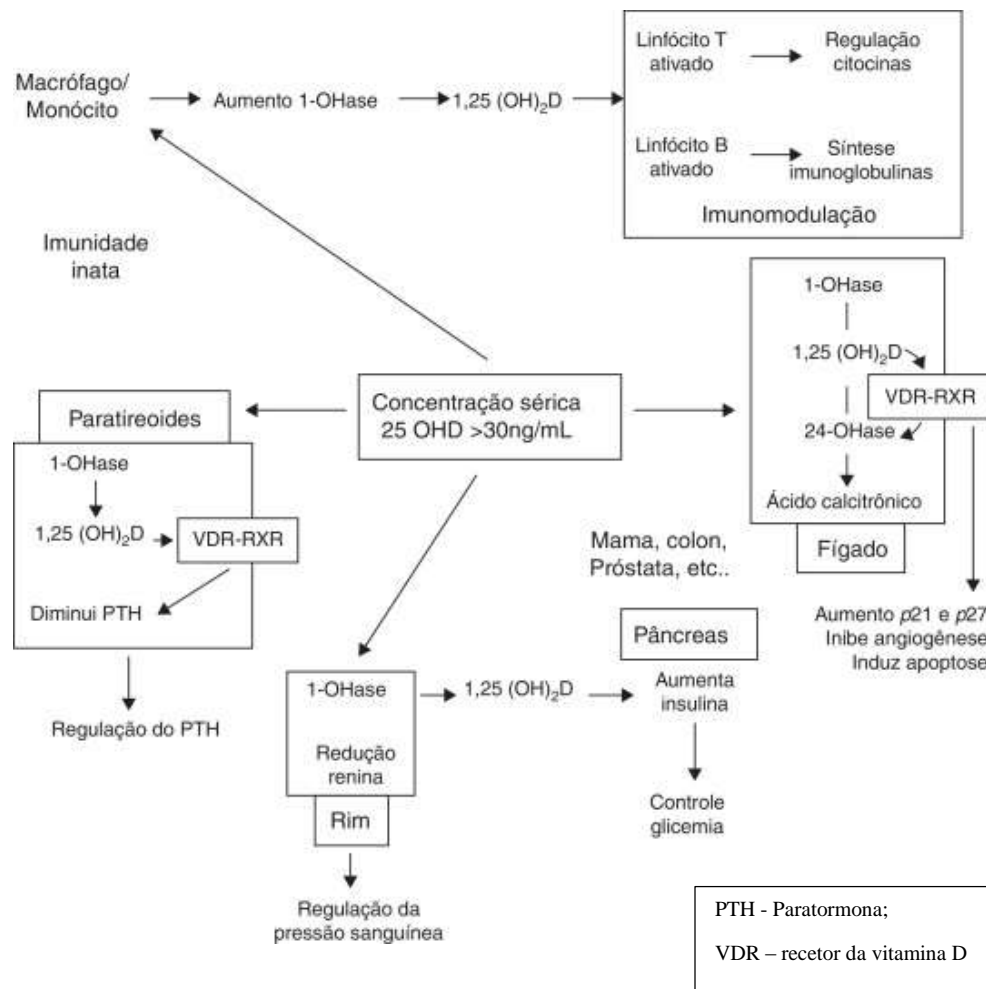 Macrófago/
Monócito
Aumento 1-OHase
1,25 (OH)₂D
Linfócito T
ativado
Regulação
citocinas
Linfócito B
ativado
Síntese
imunoglobulinas
Imunomodulação
Imunidade
inata
1-OHase
1,25 (OH)₂D
VDR-RXR
24-OHase
Ácido calcitrônico
Fígado
Concentração sérica
25 OHD >30ng/mL
Paratireoides
1-OHase
1,25 (OH)₂D
VDR-RXR
Diminui PTH
Regulação do PTH
Mama, colon,
Próstata, etc..
Aumento p21 e p27
Inibe angiogênese
Induz apoptose
Pâncreas
1-OHase
1,25 (OH)₂D
Aumenta
insulina
Redução
renina
Rim
Controle
glicemia
Regulação da
pressão sanguínea
PTH - Paratormona;
VDR – recetor da vitamina D